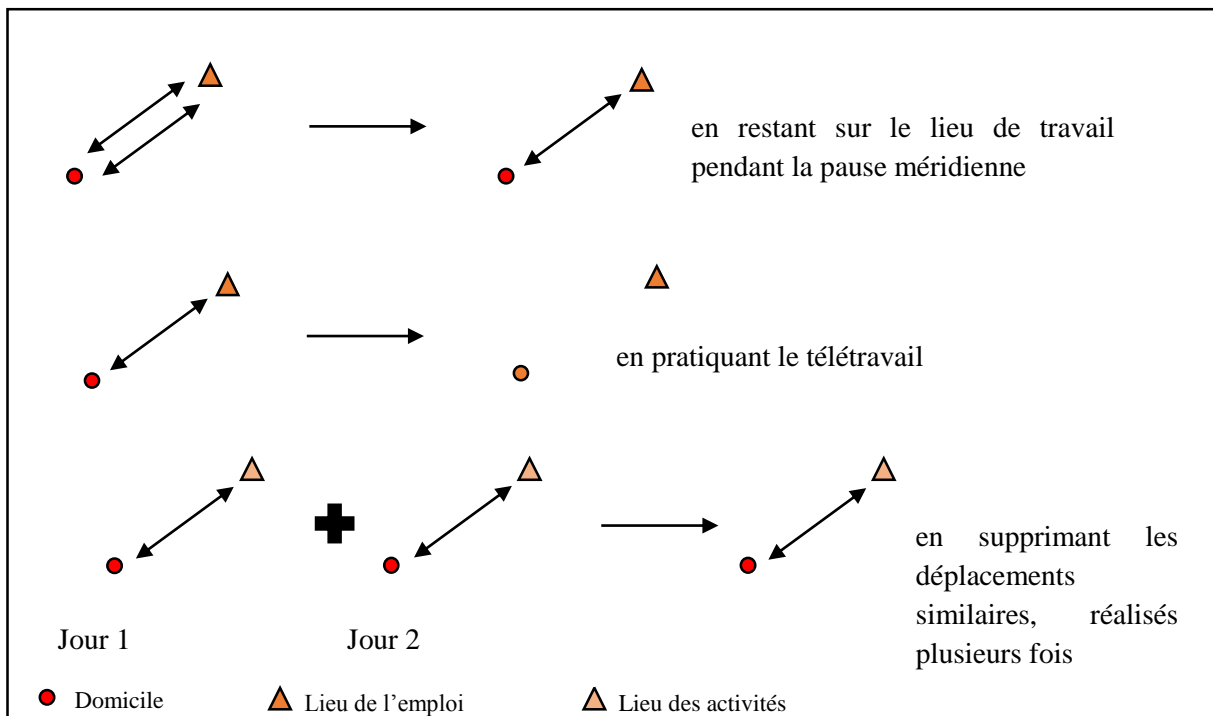 en restant sur le lieu de travail
pendant la pause méridienne
en pratiquant le télétravail
en supprimant les
déplacements
similaires, réalisés
plusieurs fois
Jour 1
Jour 2
Domicile
Lieu de l’emploi
Lieu des activités